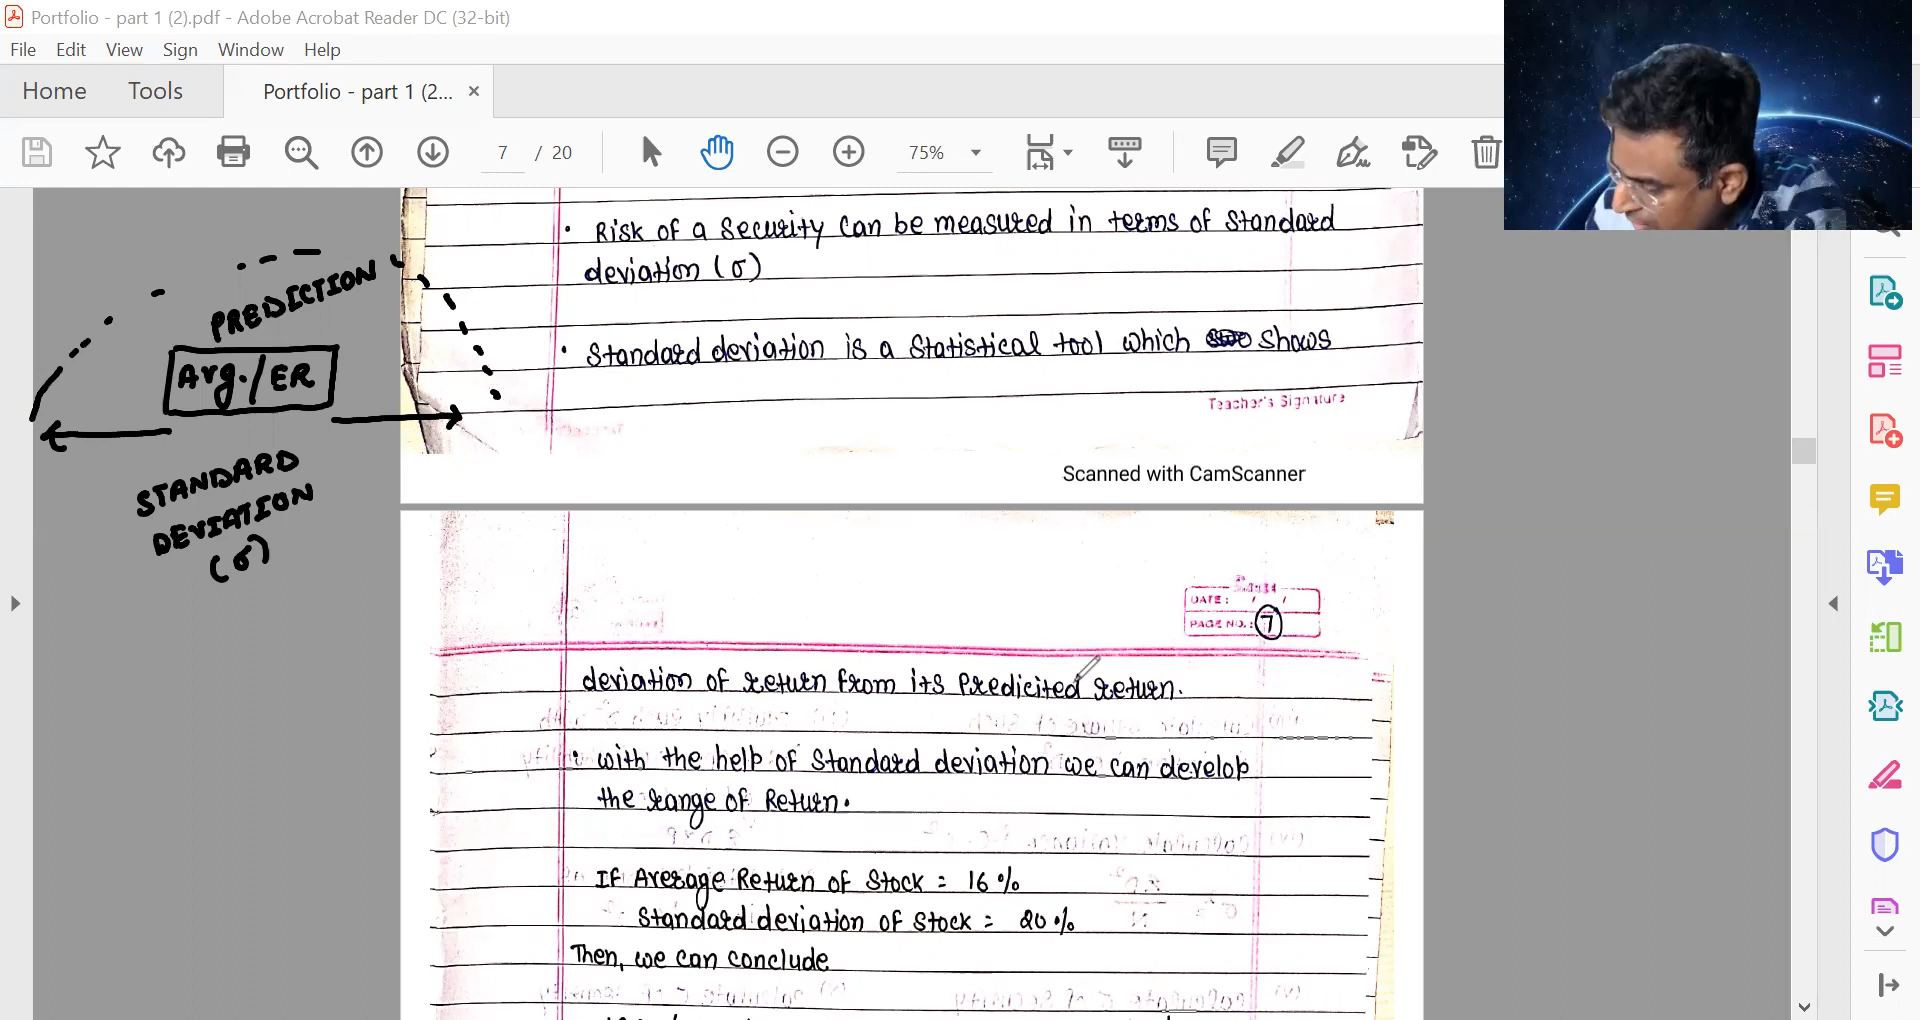 Portfolio - part 1 (2).pdf - Adobe Acrobat Reader DC (32-bit)
File Edit View Sign Window Help
Home Tools Portfolio - part 1 (2... ×
7 / 20 75%
• Risk of a Security Can be measured in terms of Standard
deviation (σ)
• Standard deviation is a Statistical tool which Shows
Teacher's Signature
Scanned with CamScanner
PREDICTION
Avg./ER
STANDARD
DEVIATION
(σ)
DATE: / /
PAGE NO.: 7
deviation of return from its Predicited return.
• with the help of Standard deviation we can develop
the range of Return.
If Average Return of Stock = 16%
Standard deviation of Stock = 20%
Then, we can conclude